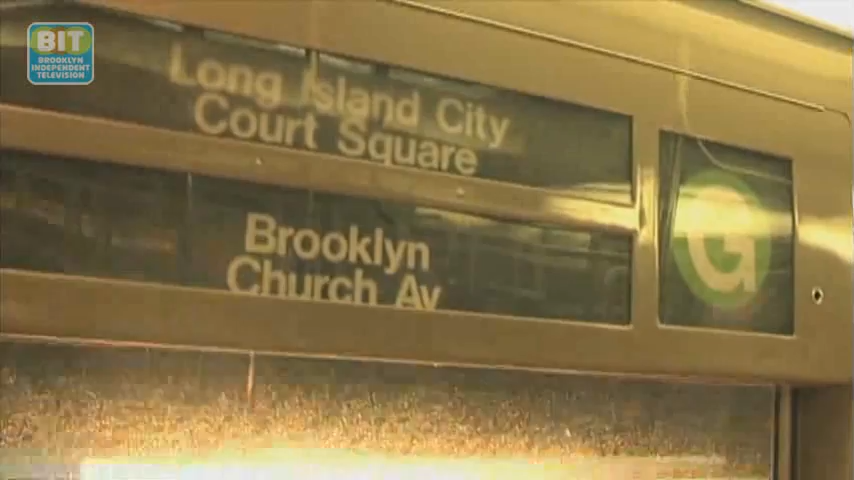 BIT
BROOKLYN
INDEPENDENT
TELEVISION
Long Island City
Court Square
Brooklyn
Church Av
G